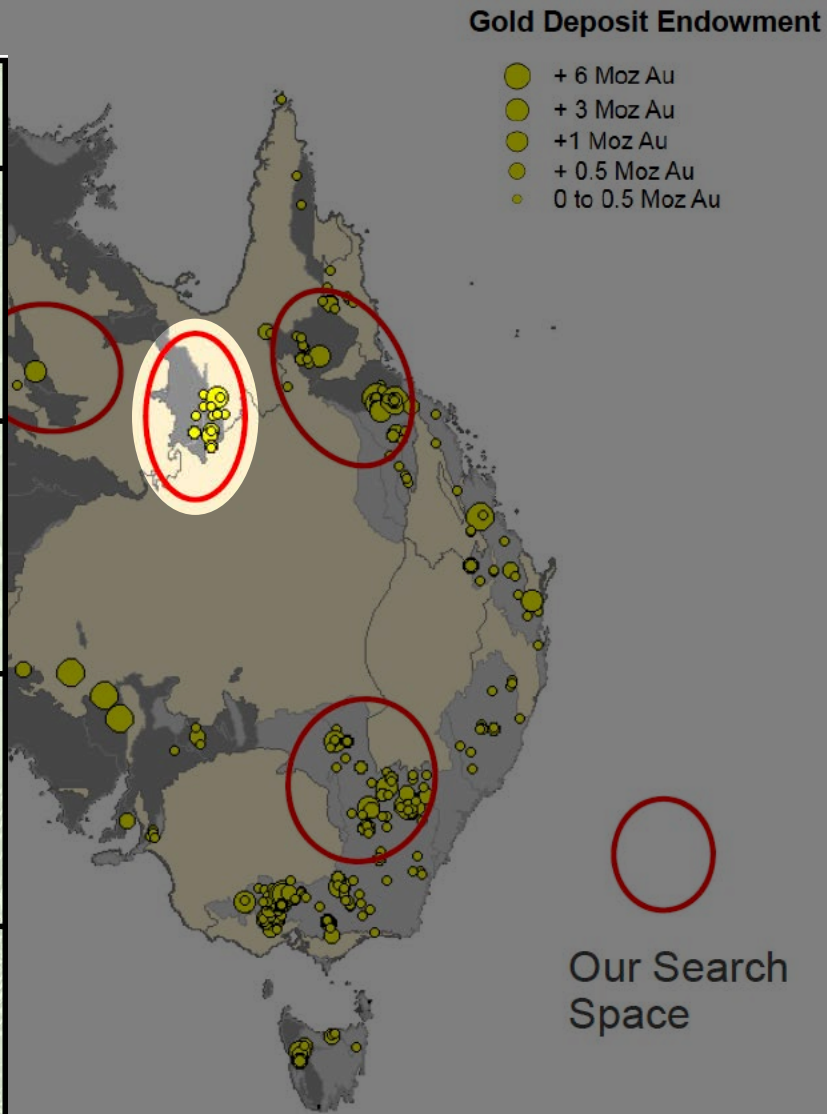 Gold Deposit Endowment
+ 6 Moz Au
+ 3 Moz Au
+1 Moz Au
+ 0.5 Moz Au
0 to 0.5 Moz Au
Our Search
Space